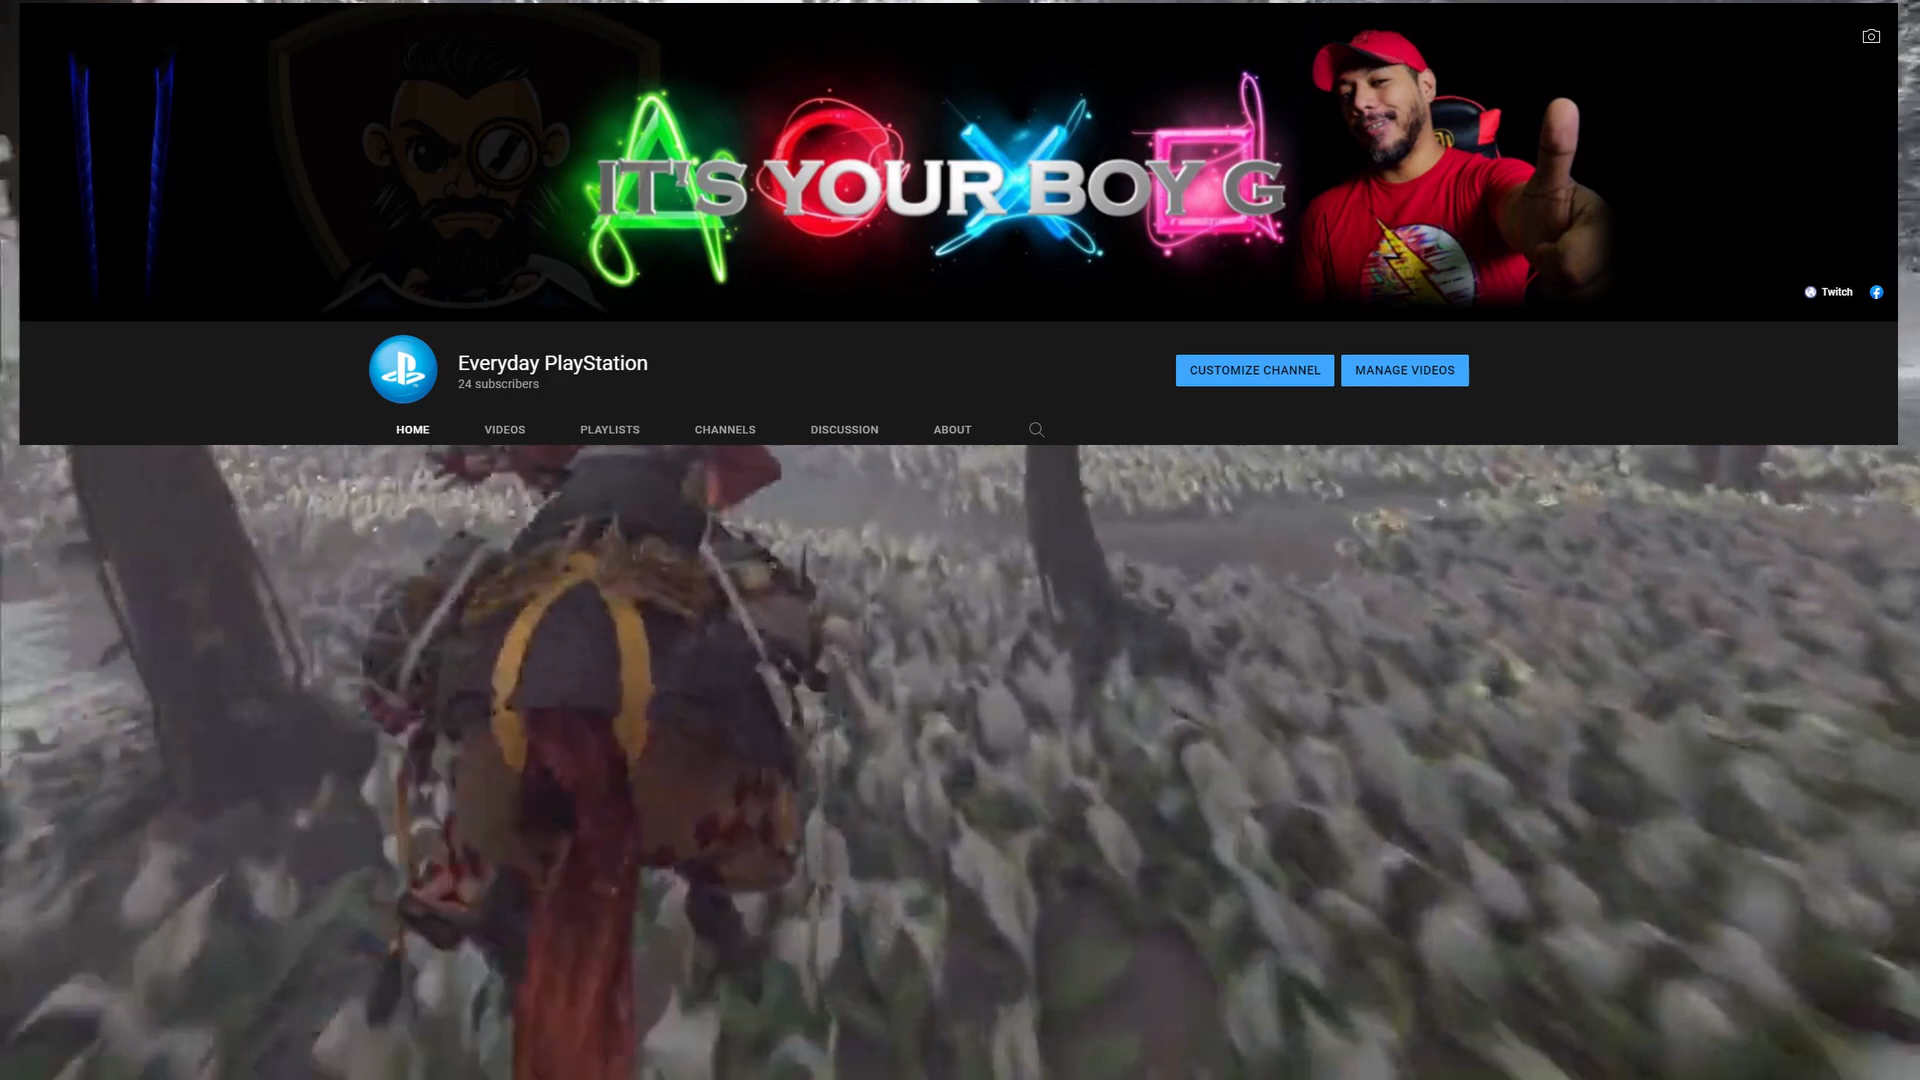 IT'S YOUR BOY G
Twitch
Everyday PlayStation
24 subscribers
CUSTOMIZE CHANNEL
MANAGE VIDEOS
HOME
VIDEOS
PLAYLISTS
CHANNELS
DISCUSSION
ABOUT